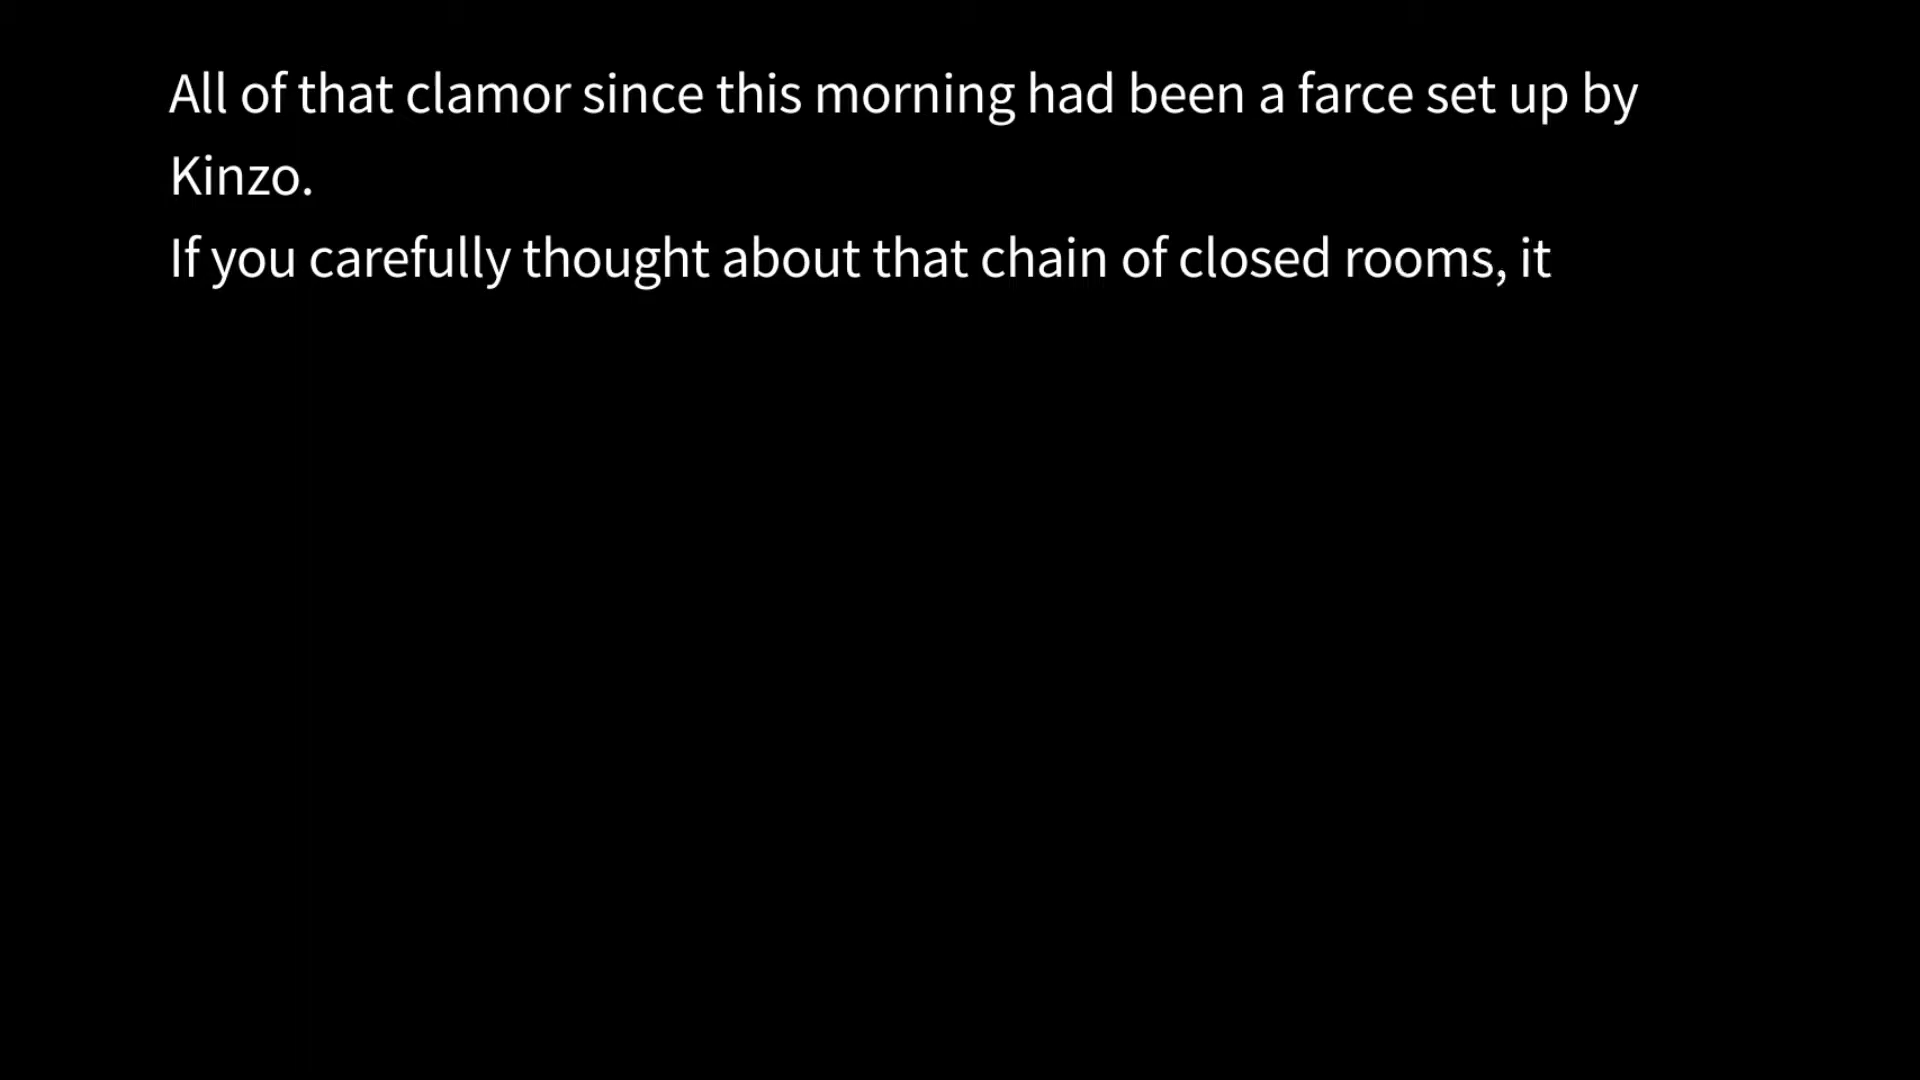 All of that clamor since this morning had been a farce set up by
Kinzo.
If you carefully thought about that chain of closed rooms, it